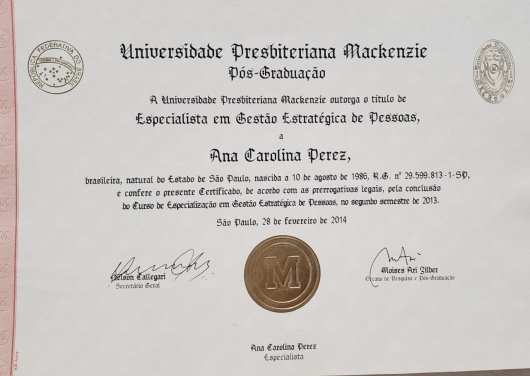 REPÚBLICA FEDERATIVA DO BRASIL
Universidade Presbiteriana Mackenzie
Pós-Graduação
A Universidade Presbiteriana Mackenzie outorga o título de
Especialista em Gestão Estratégica de Pessoas,
a
Ana Carolina Perez,
brasileira, natural do Estado de São Paulo, nascida a 10 de agosto de 1986, R.G. nº 29.599.813-1-SP,
e confere o presente Certificado, de acordo com as prerrogativas legais, pela conclusão
do Curso de Especialização em Gestão Estratégica de Pessoas, no segundo semestre de 2013.
São Paulo, 28 de fevereiro de 2014
Nelson Callegari
Secretário Geral
M
Moises Ari Zilber
Decano de Pesquisa e Pós-Graduação
Ana Carolina Perez
Especialista